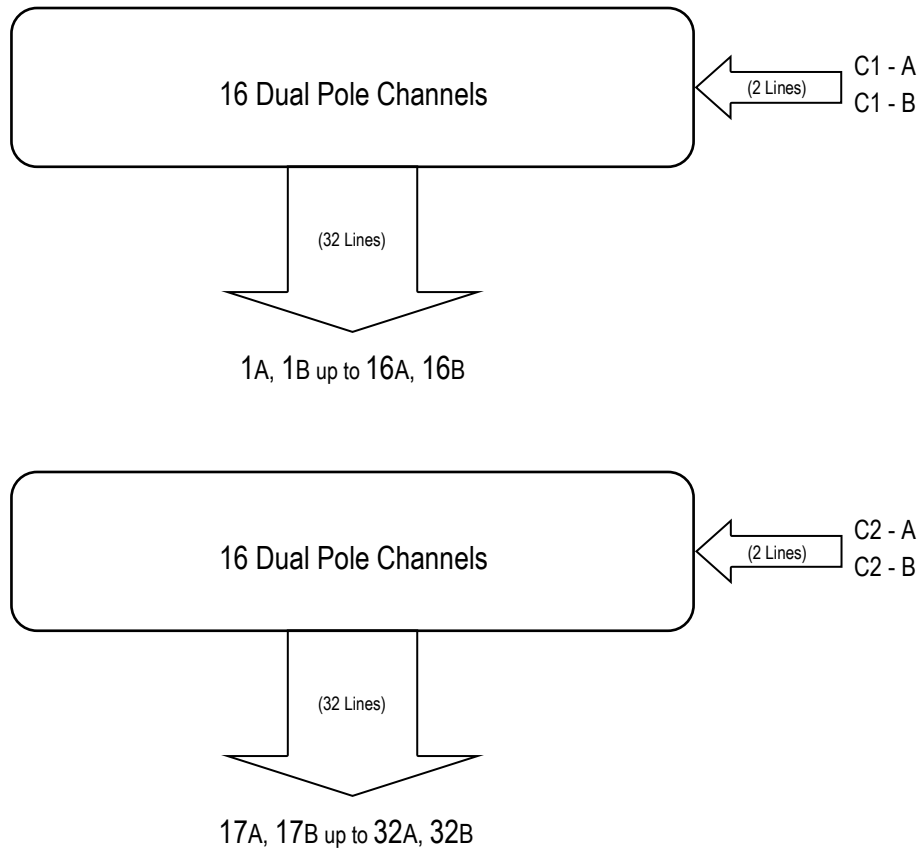 16 Dual Pole Channels
(2 Lines)
C1 - A
C1 - B
(32 Lines)
1A, 1B up to 16A, 16B
16 Dual Pole Channels
(2 Lines)
C2 - A
C2 - B
(32 Lines)
17A, 17B up to 32A, 32B